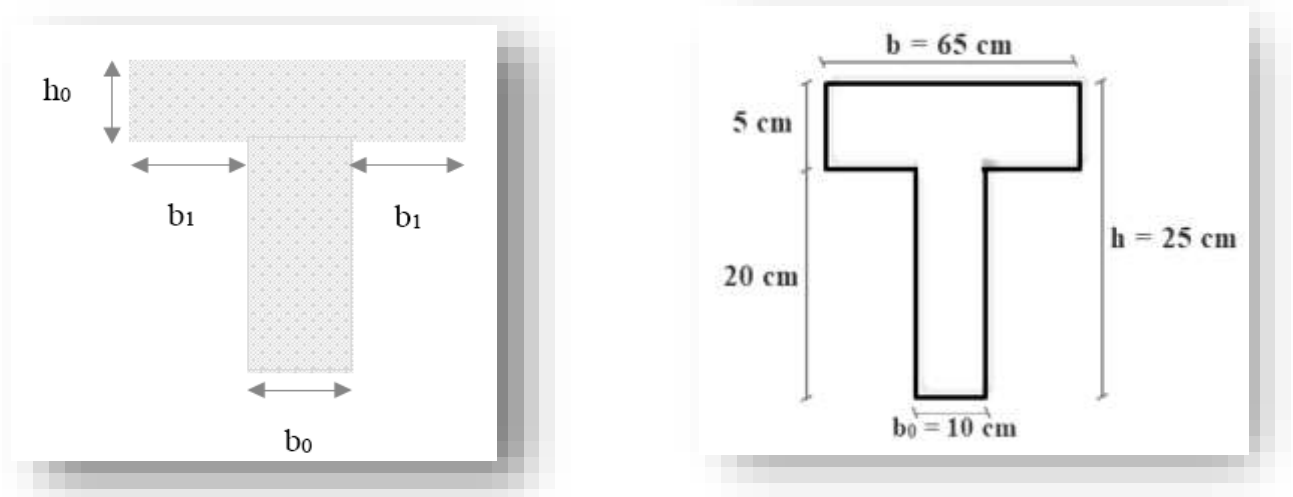 h₀
b₁
b₁
b₀
b = 65 cm
5 cm
20 cm
h = 25 cm
b₀ = 10 cm